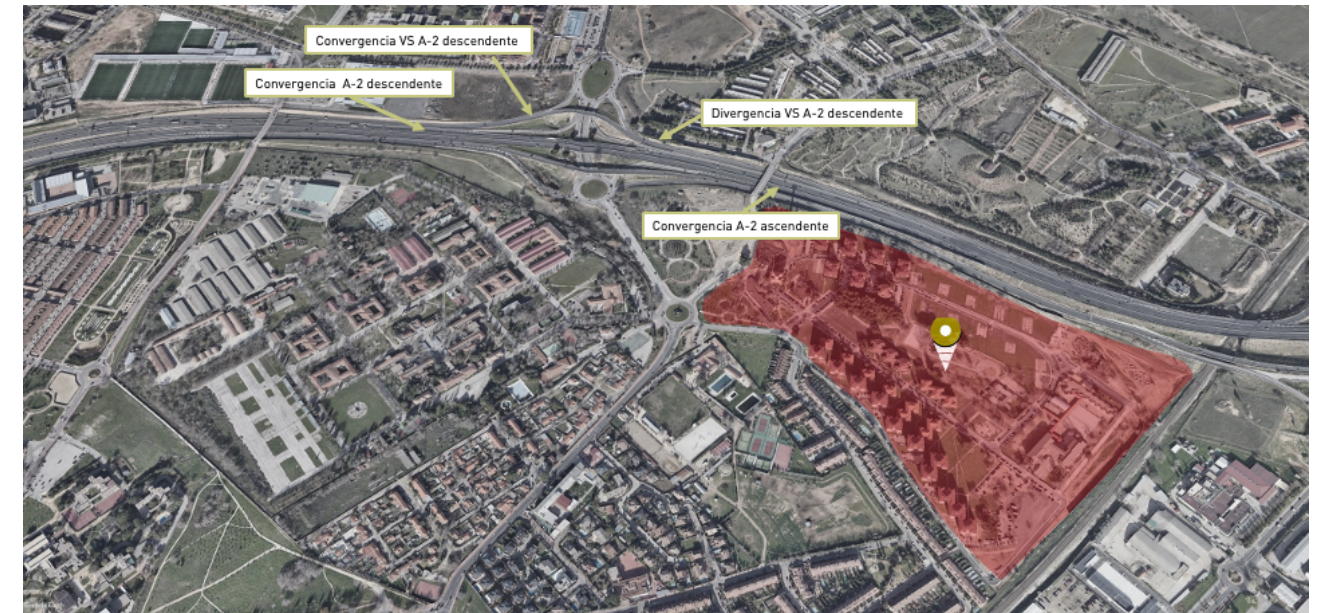 Convergencia VS A-2 descendente
Convergencia A-2 descendente
Divergencia VS A-2 descendente
Convergencia A-2 ascendente